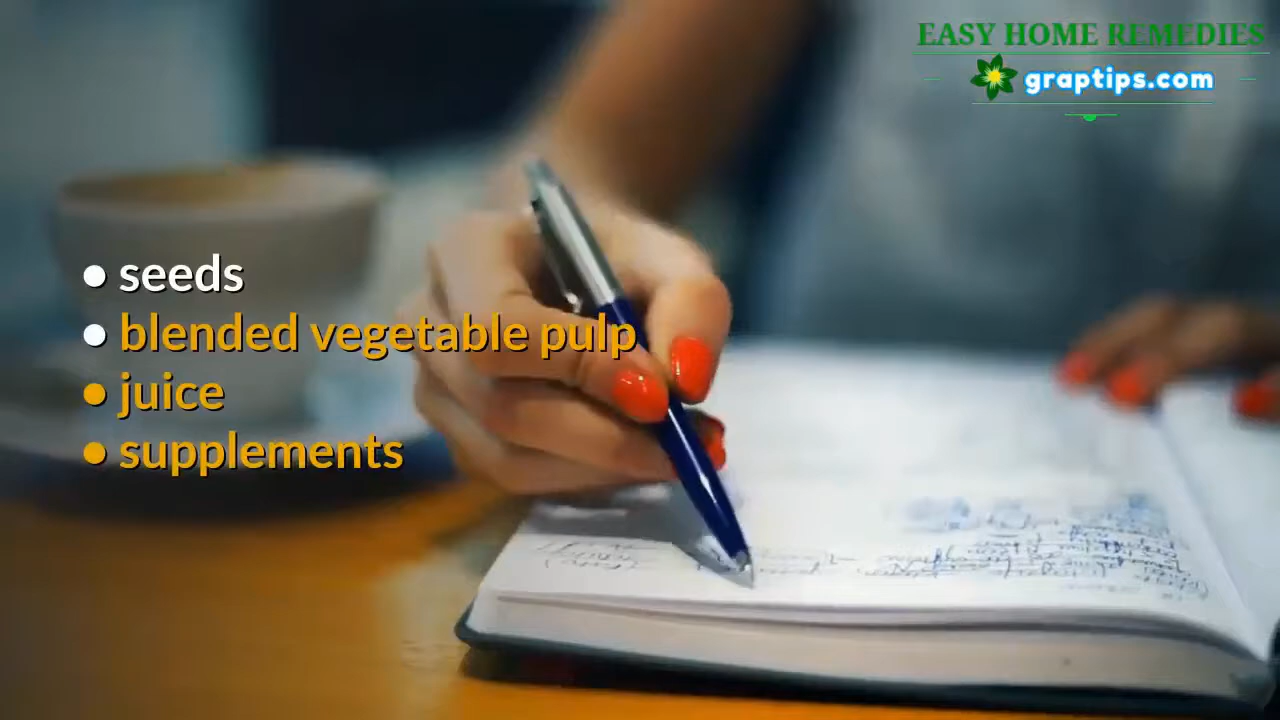 EASY HOME REMEDIES
graptips.com
• seeds
• blended vegetable pulp
• juice
• supplements